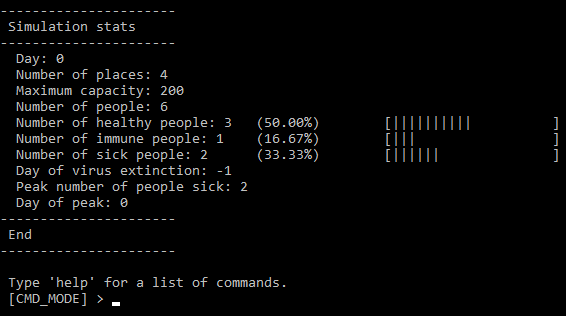 ----------------------
Simulation stats
----------------------
Day: 0
Number of places: 4
Maximum capacity: 200
Number of people: 6
Number of healthy people: 3 (50.00%) [|||||||||| ]
Number of immune people: 1 (16.67%) [||| ]
Number of sick people: 2 (33.33%) [|||||| ]
Day of virus extinction: -1
Peak number of people sick: 2
Day of peak: 0
----------------------
End
----------------------
Type 'help' for a list of commands.
[CMD_MODE] > _